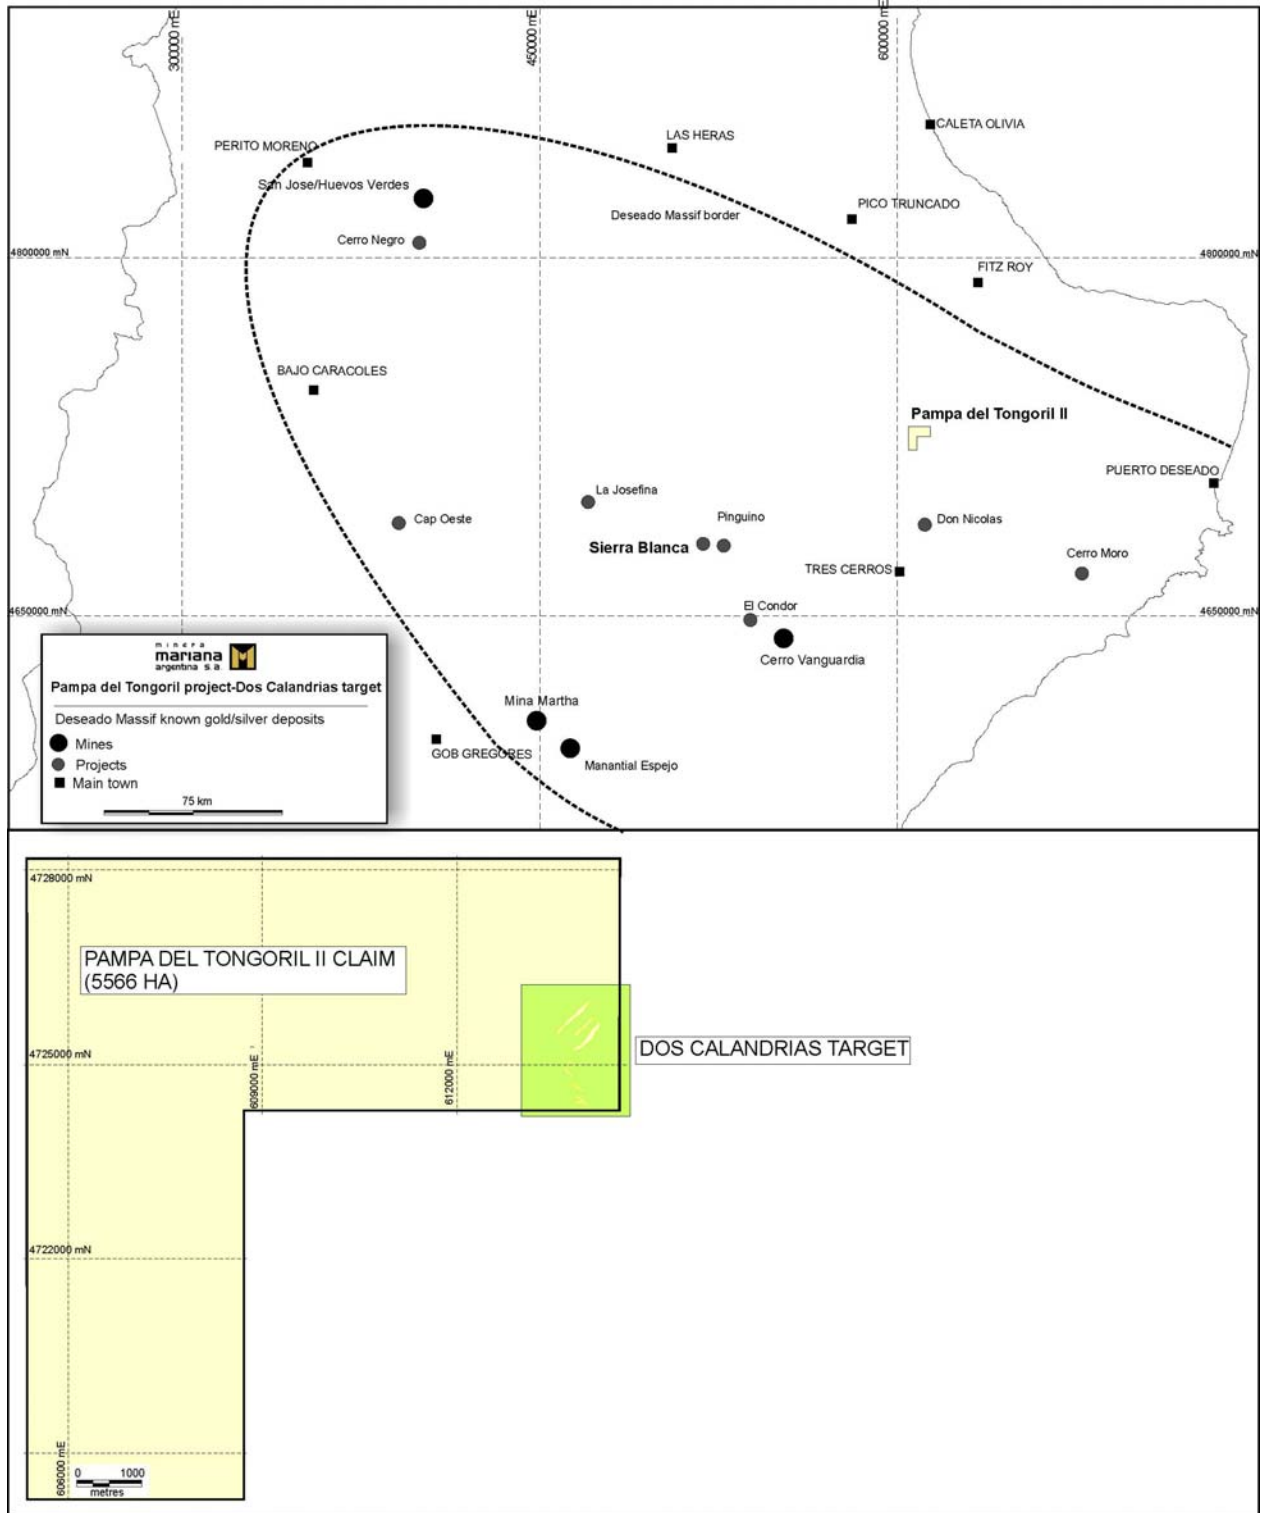 300000 mE
450000 mE
600000 mE
CALETA OLIVIA
LAS HERAS
PERITO MORENO
San Jose/Huevos Verdes
PICO TRUNCADO
Deseado Massif border
Cerro Negro
4800000 mN
4800000 mN
FITZ ROY
BAJO CARACOLES
Pampa del Tongoril II
PUERTO DESEADO
La Josefina
Cap Oeste
Pinguino
Don Nicolas
Sierra Blanca
Cerro Moro
TRES CERROS
El Condor
4650000 mN
4650000 mN
Cerro Vanguardia
Mina Martha
GOB GREGORES
Manantial Espejo
minera
mariana
argentina s.a.
Pampa del Tongoril project-Dos Calandrias target
Deseado Massif known gold/silver deposits
Mines
Projects
Main town
75 km
4728000 mN
PAMPA DEL TONGORIL II CLAIM
(5566 HA)
DOS CALANDRIAS TARGET
4725000 mN
609000 mE
612000 mE
4722000 mN
606000 mE
0 1000
metres